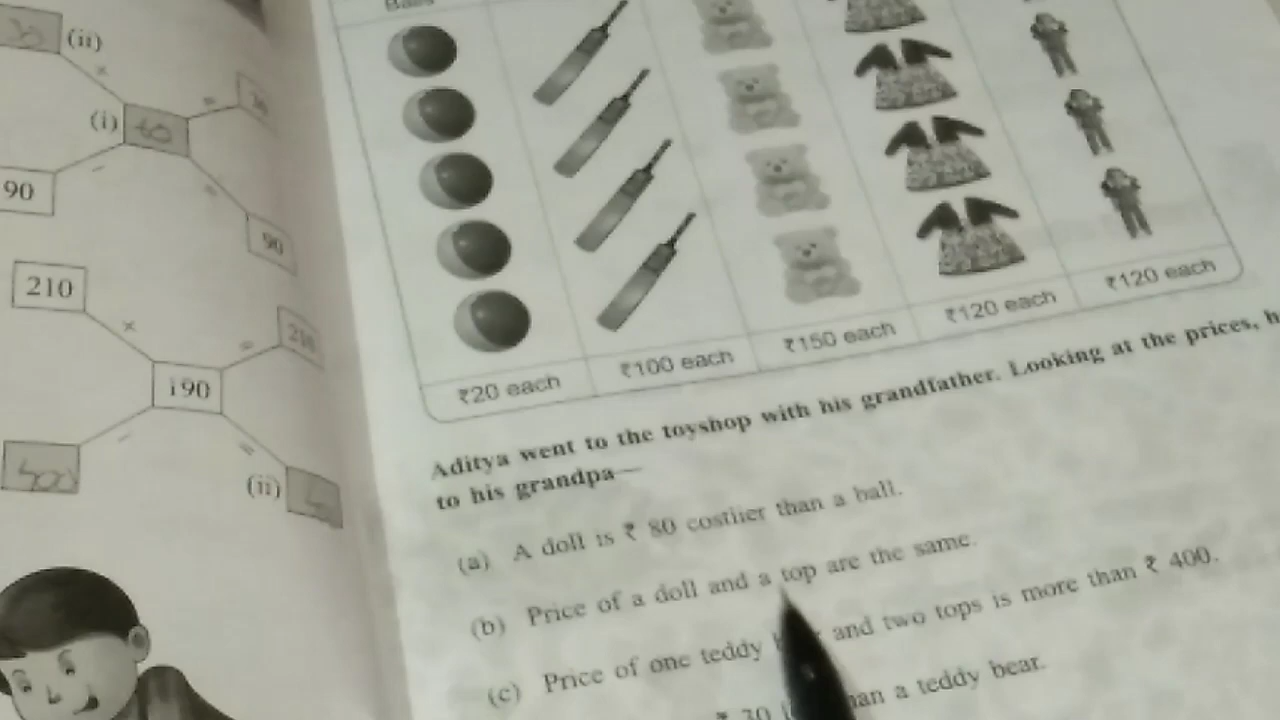 (ii)
(i)
90
90
210
190
(ii)
Balls
₹20 each
₹100 each
₹150 each
₹120 each
₹120 each
Aditya went to the toyshop with his grandfather. Looking at the prices,
to his grandpa—
(a) A doll is ₹ 80 costlier than a ball.
(b) Price of a doll and a top are the same.
(c) Price of one teddy and two tops is more than ₹ 400.
a teddy bear.